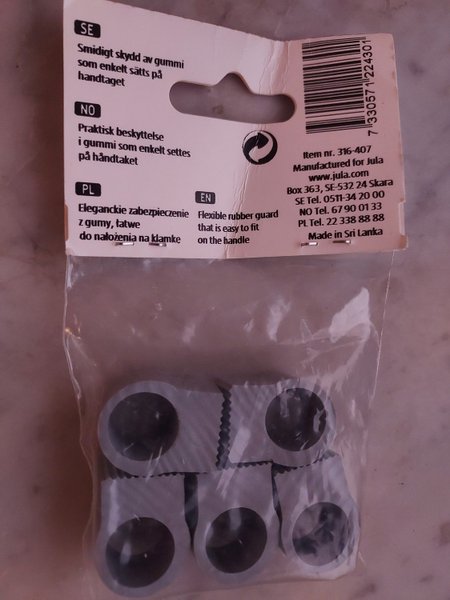 SE
Smidigt skydd av gummi
som enkelt sätts på
handtaget
NO
Praktisk beskyttelse
i gummi som enkelt settes
på håndtaket
PL
Eleganckie zabezpieczenie
z gumy, łatwe
do nałożenia na klamkę
EN
Flexible rubber guard
that is easy to fit
on the handle
7 330571 224301
Item nr. 316-407
Manufactured for Jula
www.jula.com
Box 363, SE-532 24 Skara
SE Tel. 0511-34 20 00
NO Tel. 67 90 01 33
PL Tel. 22 338 88 88
Made in Sri Lanka